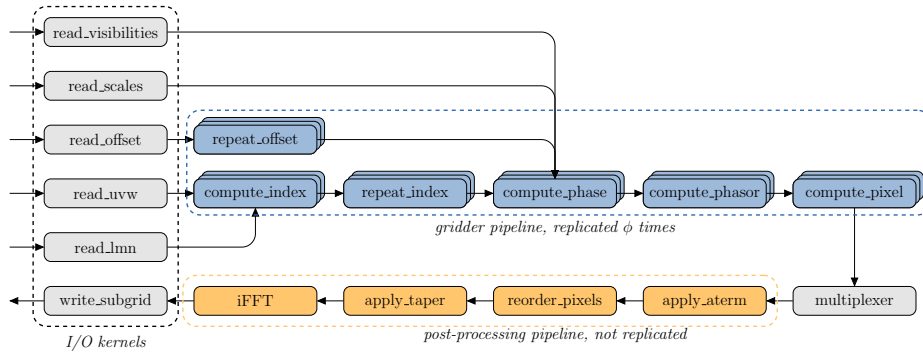 read_visibilities
read_scales
read_offset
repeat_offset
read_uvw
compute_index
repeat_index
compute_phase
compute_phasor
compute_pixel
gridder pipeline, replicated ϕ times
read_lmn
write_subgrid
iFFT
apply_taper
reorder_pixels
apply_aterm
multiplexer
post-processing pipeline, not replicated
I/O kernels